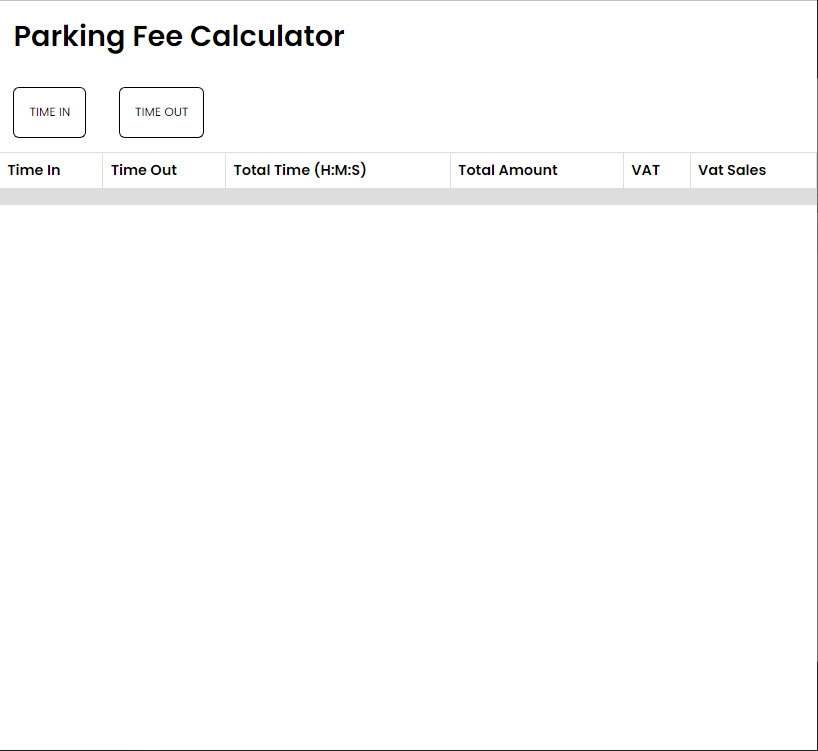 Parking Fee Calculator
TIME IN TIME OUT
Time In Time Out Total Time (H:M:S) Total Amount VAT Vat Sales